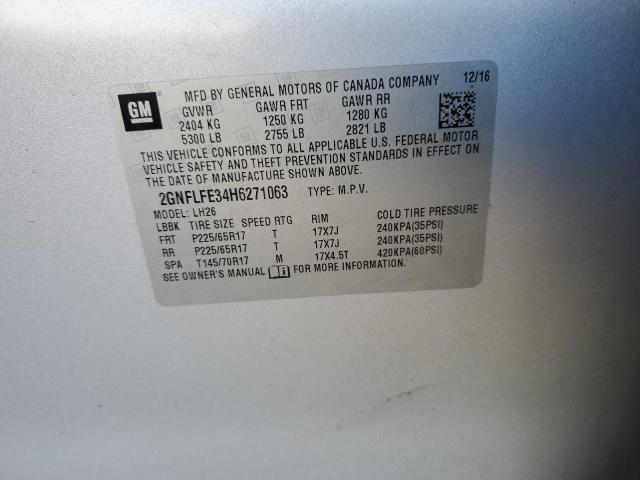 GM
MFD BY GENERAL MOTORS OF CANADA COMPANY 12/16
GVWR GAWR FRT GAWR RR
2404 KG 1250 KG 1280 KG
5300 LB 2755 LB 2821 LB
THIS VEHICLE CONFORMS TO ALL APPLICABLE U.S. FEDERAL MOTOR
VEHICLE SAFETY AND THEFT PREVENTION STANDARDS IN EFFECT ON
THE DATE OF MANUFACTURE SHOWN ABOVE.
2GNFLFE34H6271063 TYPE: M.P.V.
MODEL: LH26
LBBK TIRE SIZE SPEED RTG RIM COLD TIRE PRESSURE
FRT P225/65R17 T 17X7J 240KPA(35PSI)
RR P225/65R17 T 17X7J 240KPA(35PSI)
SPA T145/70R17 M 17X4.5T 420KPA(60PSI)
SEE OWNER'S MANUAL FOR MORE INFORMATION.